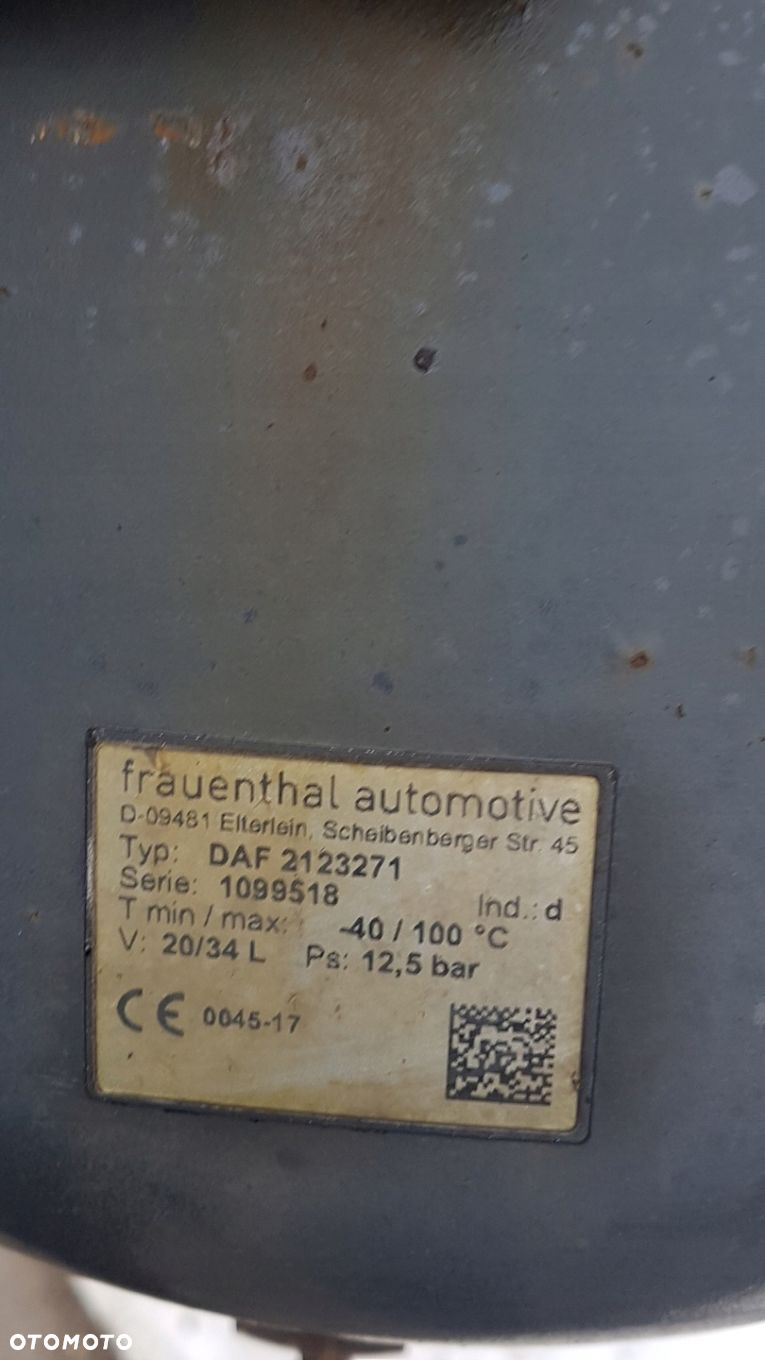 frauenthal automotive
D-09481 Elterlein, Scheibenberger Str. 45
Typ: DAF 2123271
Serie: 1099518 Ind.: d
T min / max: -40 / 100 °C
V: 20/34 L Ps: 12,5 bar
CE 0045-17
OTOMOTO